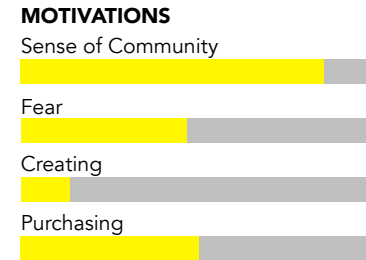 MOTIVATIONS
Sense of Community
Fear
Creating
Purchasing